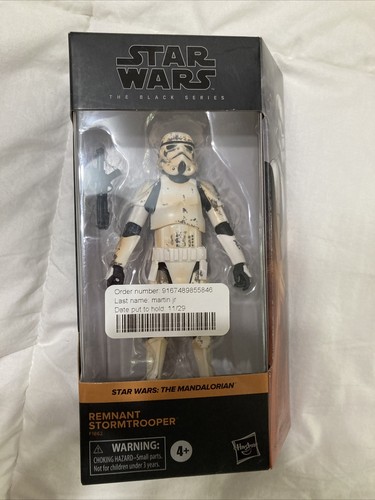 STAR
WARS
THE BLACK SERIES
Order number: 9167489855846
Last name: martin jr
Date put to hold: 11/29
STAR WARS: THE MANDALORIAN
REMNANT
STORMTROOPER
WARNING:
CHOKING HAZARD-Small parts.
Not for children under 3 years.
4+
Hasbro